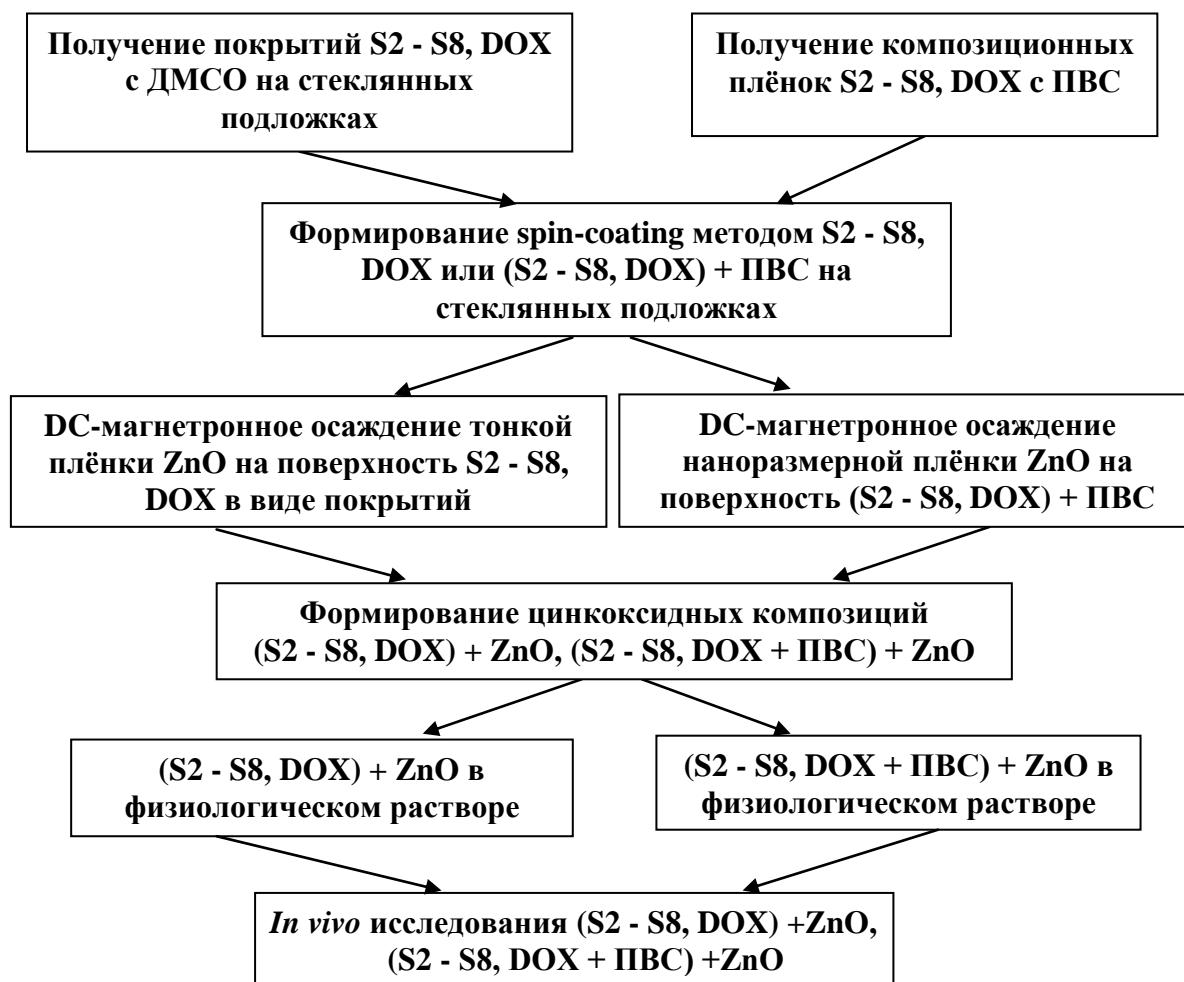 Получение покрытий S2 - S8, DOX
с ДМСО на стеклянных
подложках
Получение композиционных
плёнок S2 - S8, DOX с ПВС
Формирование spin-coating методом S2 - S8,
DOX или (S2 - S8, DOX) + ПВС на
стеклянных подложках
DC-магнетронное осаждение тонкой
плёнки ZnO на поверхность S2 - S8,
DOX в виде покрытий
DC-магнетронное осаждение
наноразмерной плёнки ZnO на
поверхность (S2 - S8, DOX) + ПВС
Формирование цинкоксидных композиций
(S2 - S8, DOX) + ZnO, (S2 - S8, DOX + ПВС) + ZnO
(S2 - S8, DOX) + ZnO в
физиологическом растворе
(S2 - S8, DOX + ПВС) + ZnO в
физиологическом растворе
In vivo исследования (S2 - S8, DOX) +ZnO,
(S2 - S8, DOX + ПВС) +ZnO